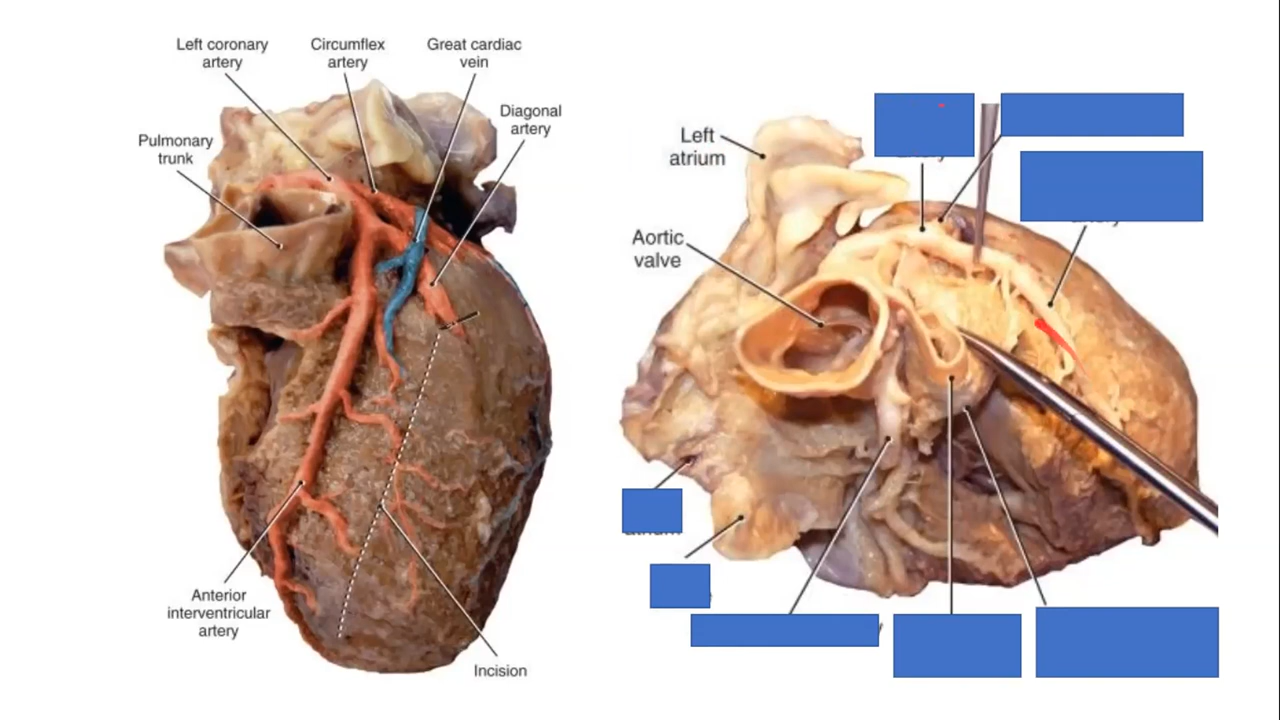 Left coronary
artery
Circumflex
artery
Great cardiac
vein
Diagonal
artery
Pulmonary
trunk
Anterior
interventricular
artery
Incision
Left
atrium
Aortic
valve